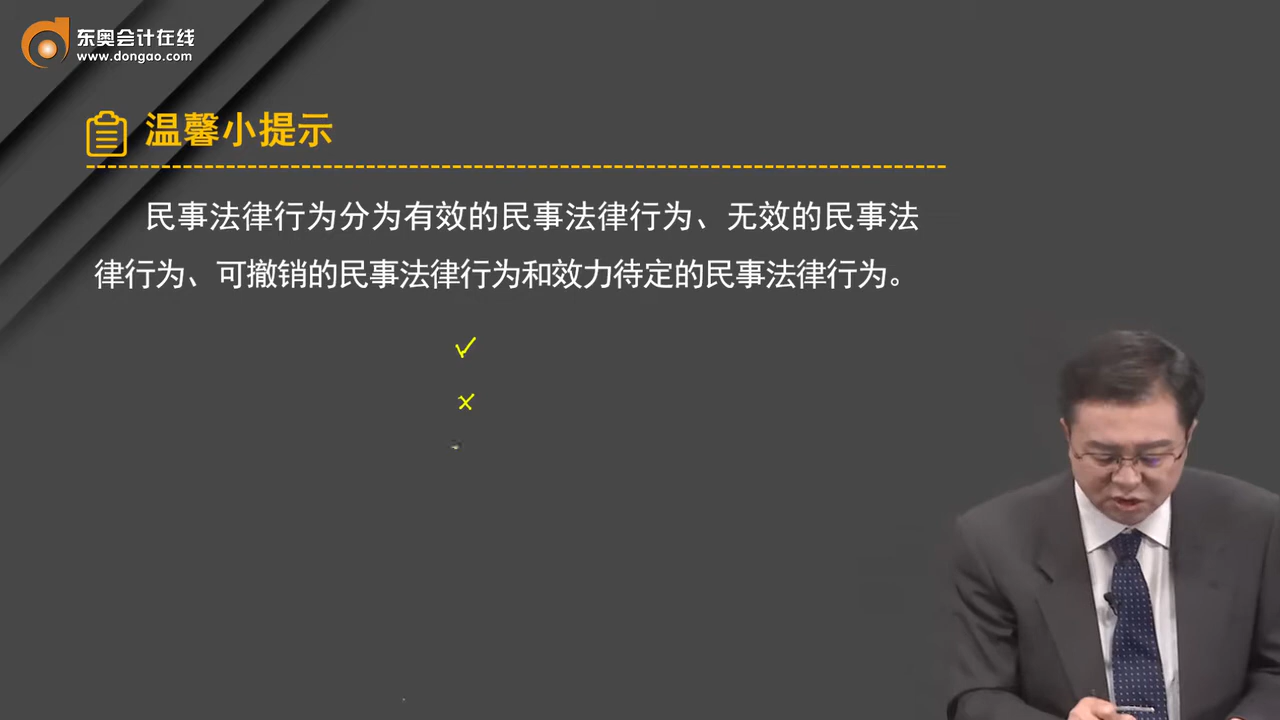 东奥会计在线
www.dongao.com
温馨小提示
民事法律行为分为有效的民事法律行为、无效的民事法
律行为、可撤销的民事法律行为和效力待定的民事法律行为。